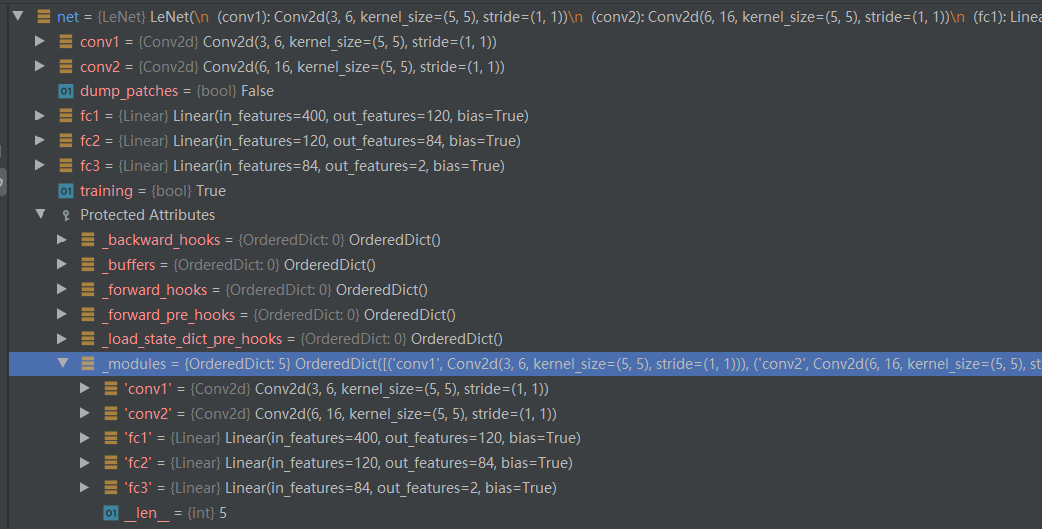 net = {LeNet} LeNet(\n (conv1): Conv2d(3, 6, kernel_size=(5, 5), stride=(1, 1))\n (conv2): Conv2d(6, 16, kernel_size=(5, 5), stride=(1, 1))\n (fc1): Linea
conv1 = {Conv2d} Conv2d(3, 6, kernel_size=(5, 5), stride=(1, 1))
conv2 = {Conv2d} Conv2d(6, 16, kernel_size=(5, 5), stride=(1, 1))
01 dump_patches = {bool} False
fc1 = {Linear} Linear(in_features=400, out_features=120, bias=True)
fc2 = {Linear} Linear(in_features=120, out_features=84, bias=True)
fc3 = {Linear} Linear(in_features=84, out_features=2, bias=True)
01 training = {bool} True
Protected Attributes
_backward_hooks = {OrderedDict: 0} OrderedDict()
_buffers = {OrderedDict: 0} OrderedDict()
_forward_hooks = {OrderedDict: 0} OrderedDict()
_forward_pre_hooks = {OrderedDict: 0} OrderedDict()
_load_state_dict_pre_hooks = {OrderedDict: 0} OrderedDict()
_modules = {OrderedDict: 5} OrderedDict([('conv1', Conv2d(3, 6, kernel_size=(5, 5), stride=(1, 1))), ('conv2', Conv2d(6, 16, kernel_size=(5, 5), st
'conv1' = {Conv2d} Conv2d(3, 6, kernel_size=(5, 5), stride=(1, 1))
'conv2' = {Conv2d} Conv2d(6, 16, kernel_size=(5, 5), stride=(1, 1))
'fc1' = {Linear} Linear(in_features=400, out_features=120, bias=True)
'fc2' = {Linear} Linear(in_features=120, out_features=84, bias=True)
'fc3' = {Linear} Linear(in_features=84, out_features=2, bias=True)
01 __len__ = {int} 5